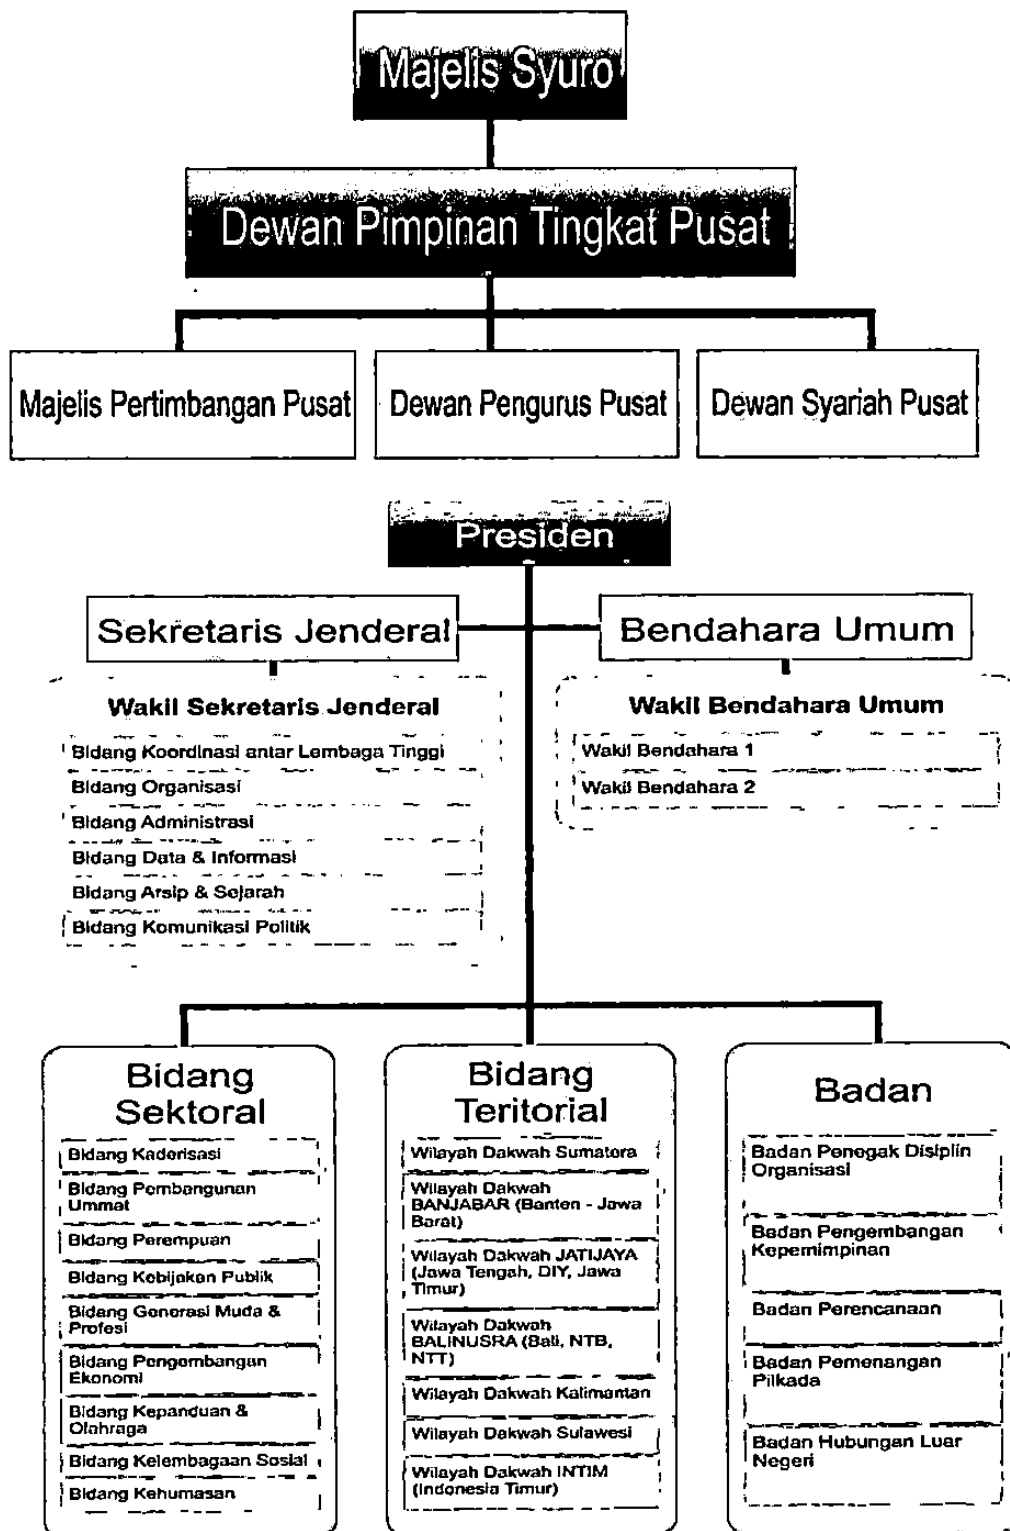 Majelis Syuro
Dewan Pimpinan Tingkat Pusat
Majelis Pertimbangan Pusat
Dewan Pengurus Pusat
Dewan Syariah Pusat
Presiden
Sekretaris Jenderal
Bendahara Umum
Wakil Sekretaris Jenderal
Bidang Koordinasi antar Lembaga Tinggi
Bidang Organisasi
Bidang Administrasi
Bidang Data & Informasi
Bidang Arsip & Sejarah
Bidang Komunikasi Politik
Wakil Bendahara Umum
Wakil Bendahara 1
Wakil Bendahara 2
Bidang
Sektoral
Bidang Kaderisasi
Bidang Pembangunan
Ummat
Bidang Perempuan
Bidang Kebijakan Publik
Bidang Generasi Muda &
Profesi
Bidang Pengembangan
Ekonomi
Bidang Kepanduan &
Olahraga
Bidang Kelembagaan Sosial
Bidang Kehumasan
Bidang
Teritorial
Wilayah Dakwah Sumatera
Wilayah Dakwah
BANJABAR (Banten - Jawa
Barat)
Wilayah Dakwah JATIJAYA
(Jawa Tengah, DIY, Jawa
Timur)
Wilayah Dakwah
BALINUSRA (Bali, NTB,
NTT)
Wilayah Dakwah Kalimantan
Wilayah Dakwah Sulawesi
Wilayah Dakwah INTIM
(Indonesia Timur)
Badan
Badan Penegak Disiplin
Organisasi
Badan Pengembangan
Kepemimpinan
Badan Perencanaan
Badan Pemenangan
Pilkada
Badan Hubungan Luar
Negeri